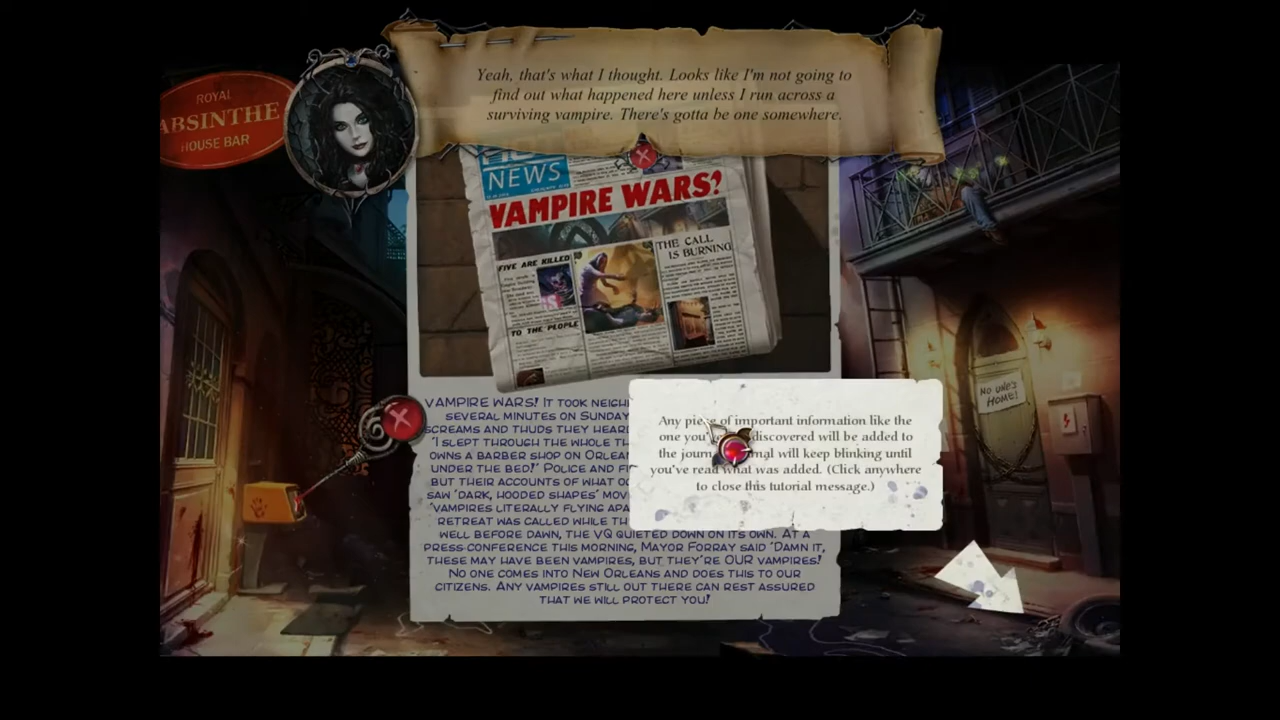 Yeah, that's what I thought. Looks like I'm not going to
find out what happened here unless I run across a
surviving vampire. There's gotta be one somewhere.
ROYAL
ABSINTHE
HOUSE BAR
NEWS
VAMPIRE WARS?
THE CALL
IS BURNING
FIVE ARE KILLED
TO THE PEOPLE
NO ONE'S
HOME!
VAMPIRE WARS! IT TOOK
SEVERAL MINUTES ON SUNDAY
SCREAMS AND THUDS THEY
'I SLEPT THROUGH THE WHOLE
OWNS A BARBER SHOP ON
UNDER THE BED!' POLICE AND
BUT THEIR ACCOUNTS OF WHAT
SAW 'DARK, HOODED SHAPES'
'VAMPIRES LITERALLY FLYING
RETREAT WAS CALLED WHILE
WELL BEFORE DAWN, THE VQ QUIETED DOWN ON ITS OWN. AT A
PRESS CONFERENCE THIS MORNING, MAYOR FORRAY SAID 'DAMN IT,
THESE MAY HAVE BEEN VAMPIRES, BUT THEY'RE OUR VAMPIRES!
NO ONE COMES INTO NEW ORLEANS AND DOES THIS TO OUR
CITIZENS. ANY VAMPIRES STILL OUT THERE CAN REST ASSURED
THAT WE WILL PROTECT YOU!'
Any piece of important information like the
one you discovered will be added to
the will keep blinking until
you've read what was added. (Click anywhere
to close this tutorial message.)